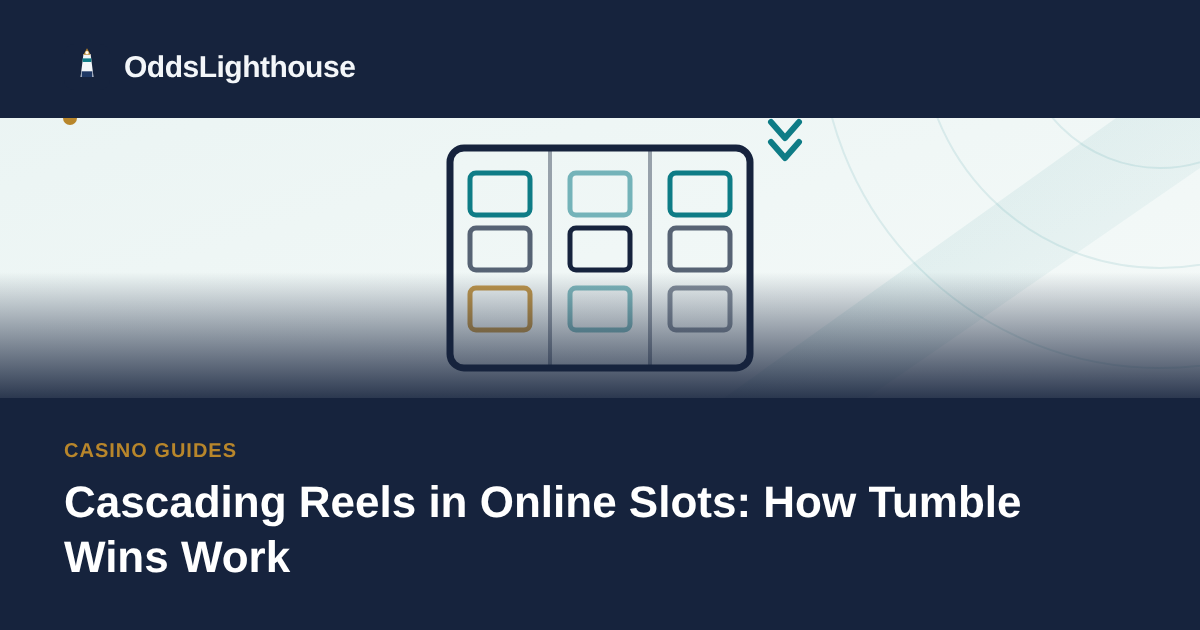 OddsLighthouse
CASINO GUIDES
Cascading Reels in Online Slots: How Tumble
Wins Work